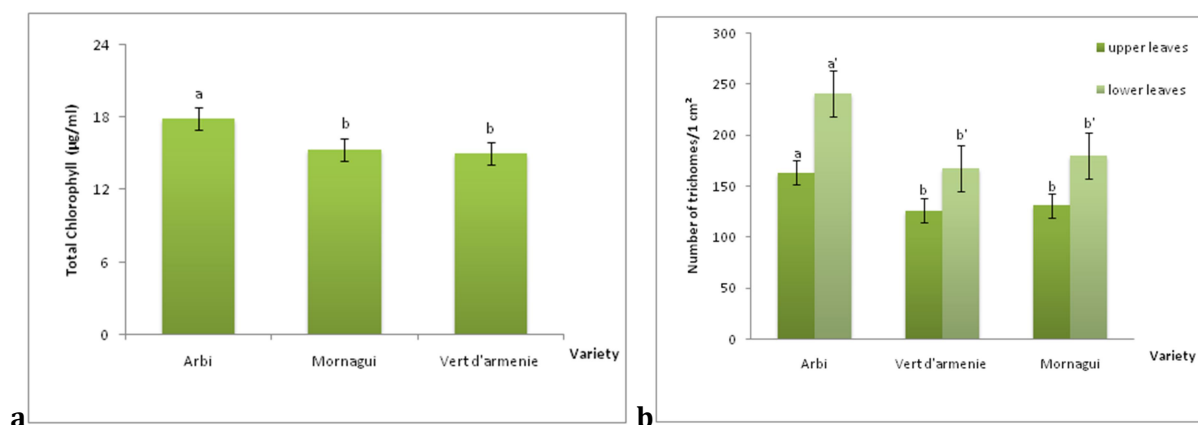 24
18
12
6
0
Total Chlorophyll (µg/ml)
a
b
b
Arbi
Mornagui
Vert d'armenie
Variety
a
300
250
200
150
100
50
0
Number of trichomes/1 cm²
upper leaves
lower leaves
a
a'
b
b'
b
b'
Arbi
Vert d'armenie
Mornagui
Variety
b